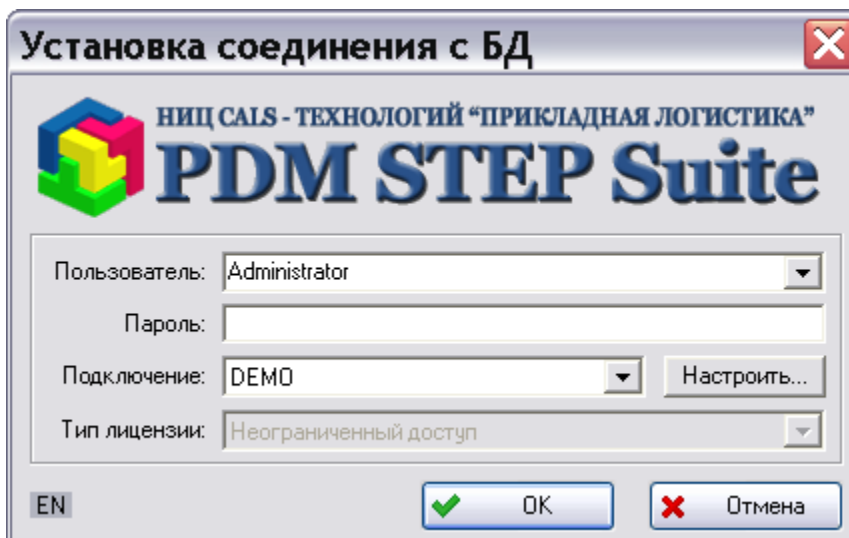 Установка соединения с БД
НИЦ CALS - ТЕХНОЛОГИЙ “ПРИКЛАДНАЯ ЛОГИСТИКА”
PDM STEP Suite
Пользователь: Administrator
Пароль:
Подключение: DEMO Настроить...
Тип лицензии: Неограниченный доступ
EN OK Отмена